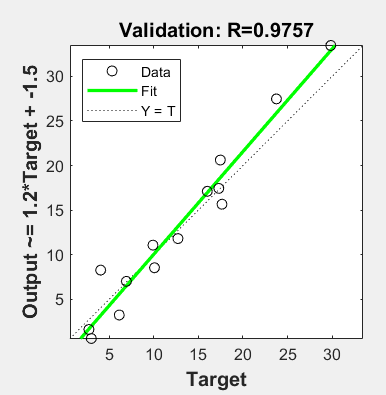 Validation: R=0.9757
Output ~= 1.2*Target + -1.5
30
25
20
15
10
5
Data
Fit
Y = T
5 10 15 20 25 30
Target